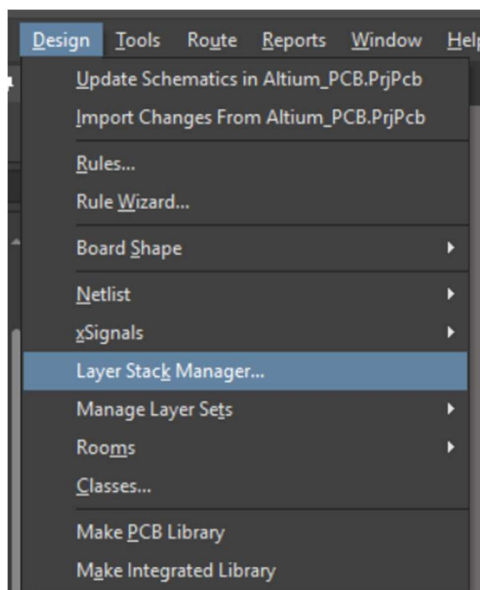 Design Tools Route Reports Window Help
Update Schematics in Altium_PCB.PrjPcb
Import Changes From Altium_PCB.PrjPcb
Rules...
Rule Wizard...
Board Shape
Netlist
xSignals
Layer Stack Manager...
Manage Layer Sets
Rooms
Classes...
Make PCB Library
Make Integrated Library